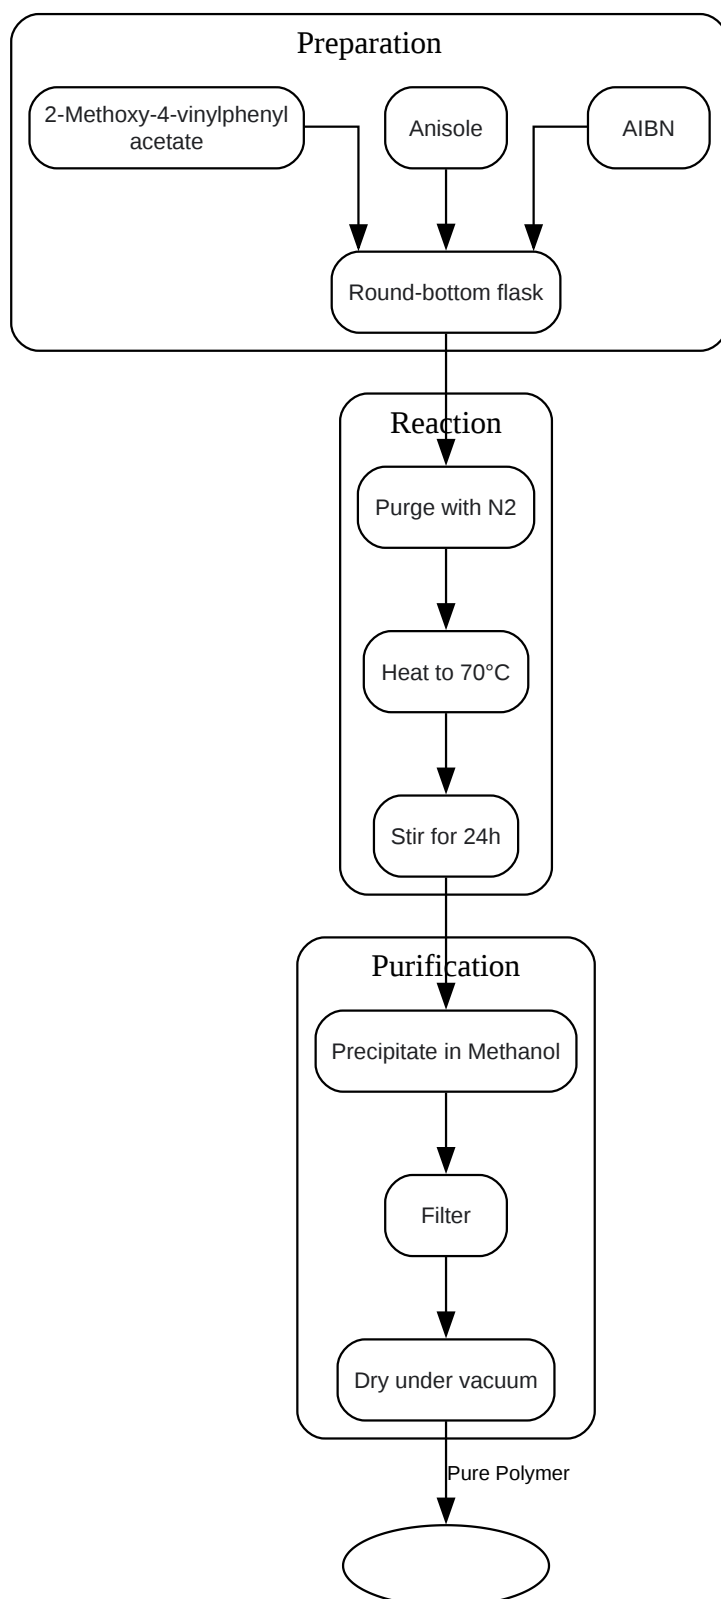 Preparation
2-Methoxy-4-vinylphenyl
acetate
Anisole
AIBN
Round-bottom flask
Reaction
Purge with N2
Heat to 70°C
Stir for 24h
Purification
Precipitate in Methanol
Filter
Dry under vacuum
Pure Polymer